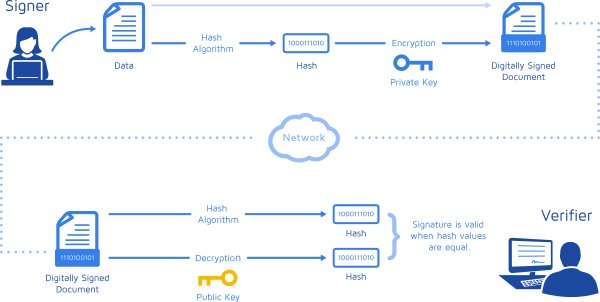 Signer
Data
Hash
Algorithm
1000111010
Hash
Encryption
Private Key
1110100101
Digitally Signed
Document
Network
1110100101
Digitally Signed
Document
Hash
Algorithm
1000111010
Hash
Decryption
Public Key
1000111010
Hash
Signature is valid
when hash values
are equal.
Verifier